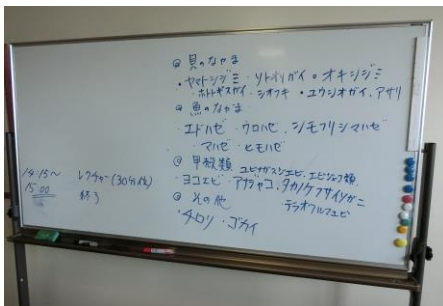 ◎ 貝のなかま
・ヤマトシジミ ・ソトオリガイ ・オキシジミ
・ホトトギスガイ ・シオフキ ・ユウシオガイ、アサリ
◎ 魚のなかま
エドハゼ ・ウロハゼ 、シモフリシマハゼ
マハゼ ・ヒモハゼ
◎ 甲殻類 ユビナガスジエビ、エビジャコ類
ヨコエビ ・アナジャコ、タカノケフサイソガニ
・テッポウエビ
◎ その他
・チロリ ・ゴカイ
14:15〜 レクチャー(30分位)
15:00 終了